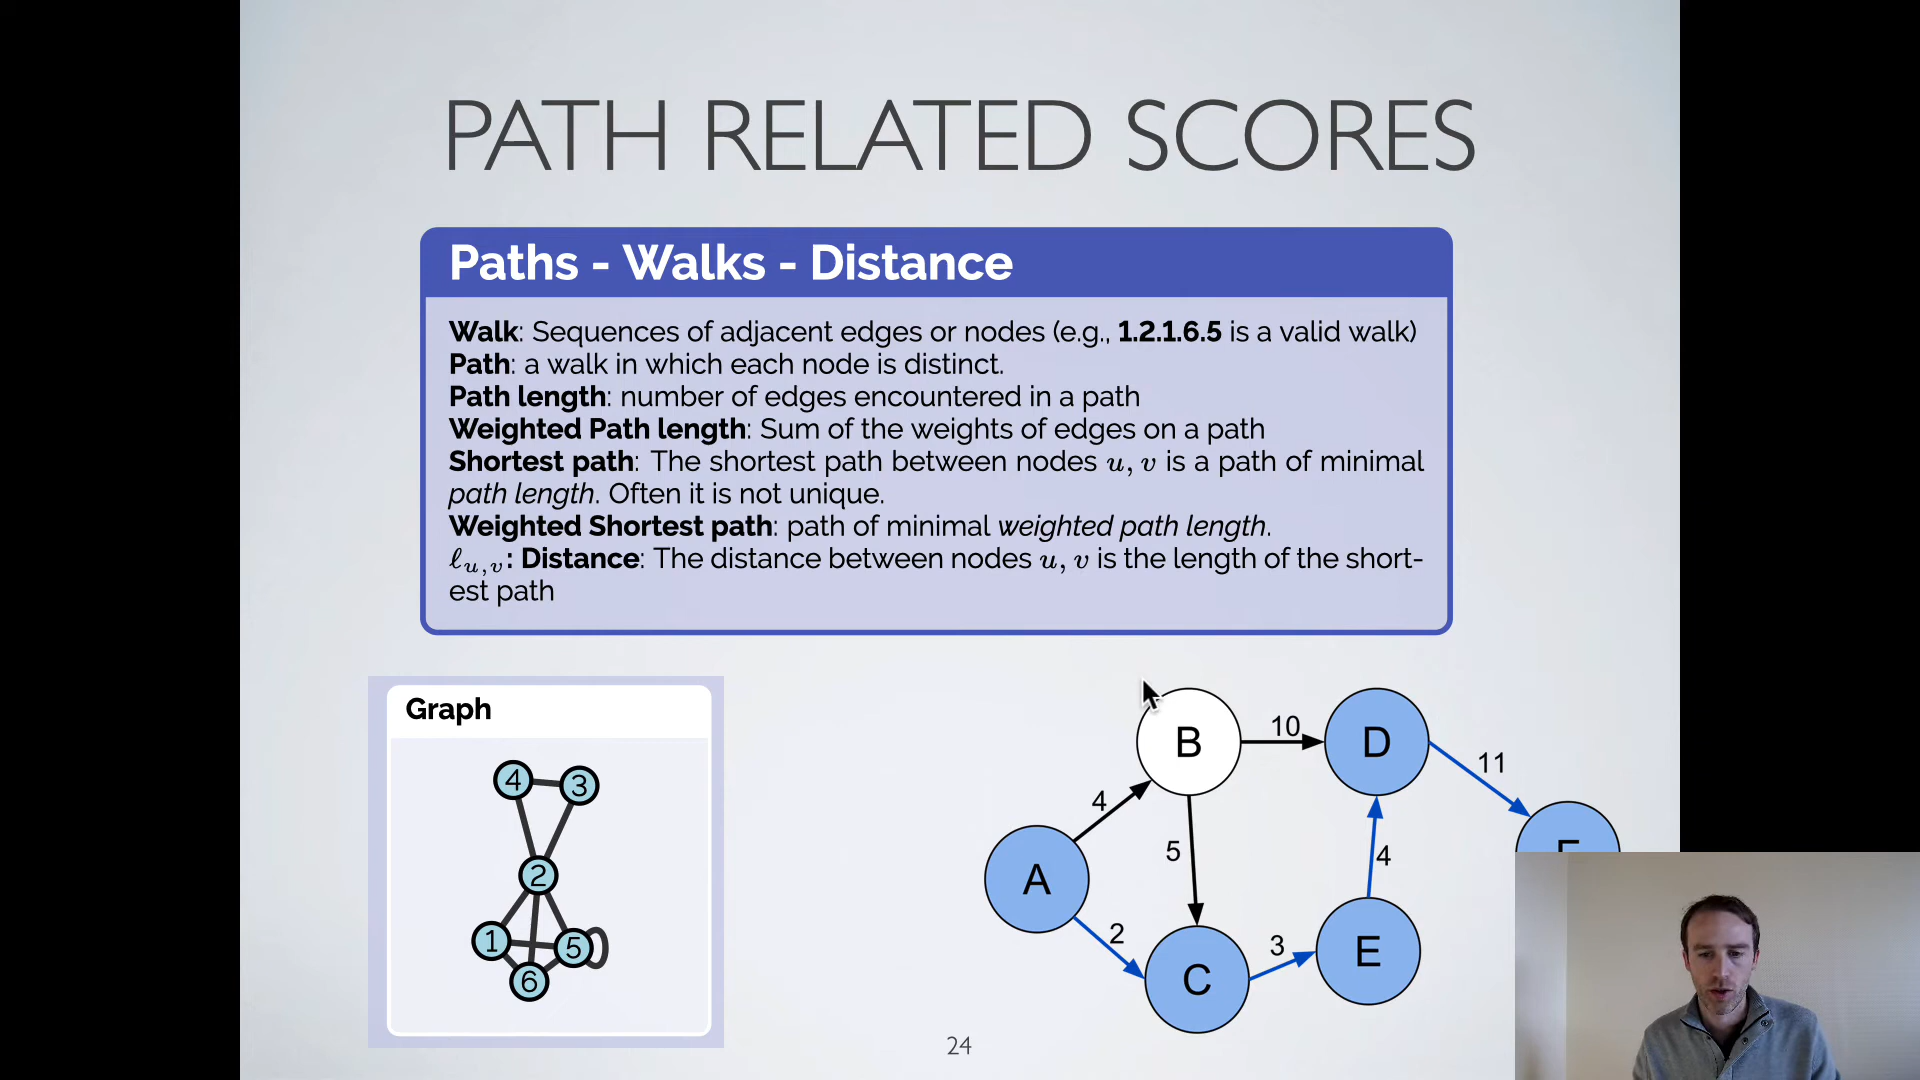 PATH RELATED SCORES
Paths - Walks - Distance
Walk: Sequences of adjacent edges or nodes (e.g., 1.2.1.6.5 is a valid walk)
Path: a walk in which each node is distinct.
Path length: number of edges encountered in a path
Weighted Path length: Sum of the weights of edges on a path
Shortest path: The shortest path between nodes u, v is a path of minimal
path length. Often it is not unique.
Weighted Shortest path: path of minimal weighted path length.
ℓu,v: Distance: The distance between nodes u, v is the length of the short-
est path
Graph
4
3
2
1
5
6
B
10
D
11
4
5
4
A
2
C
3
E
24